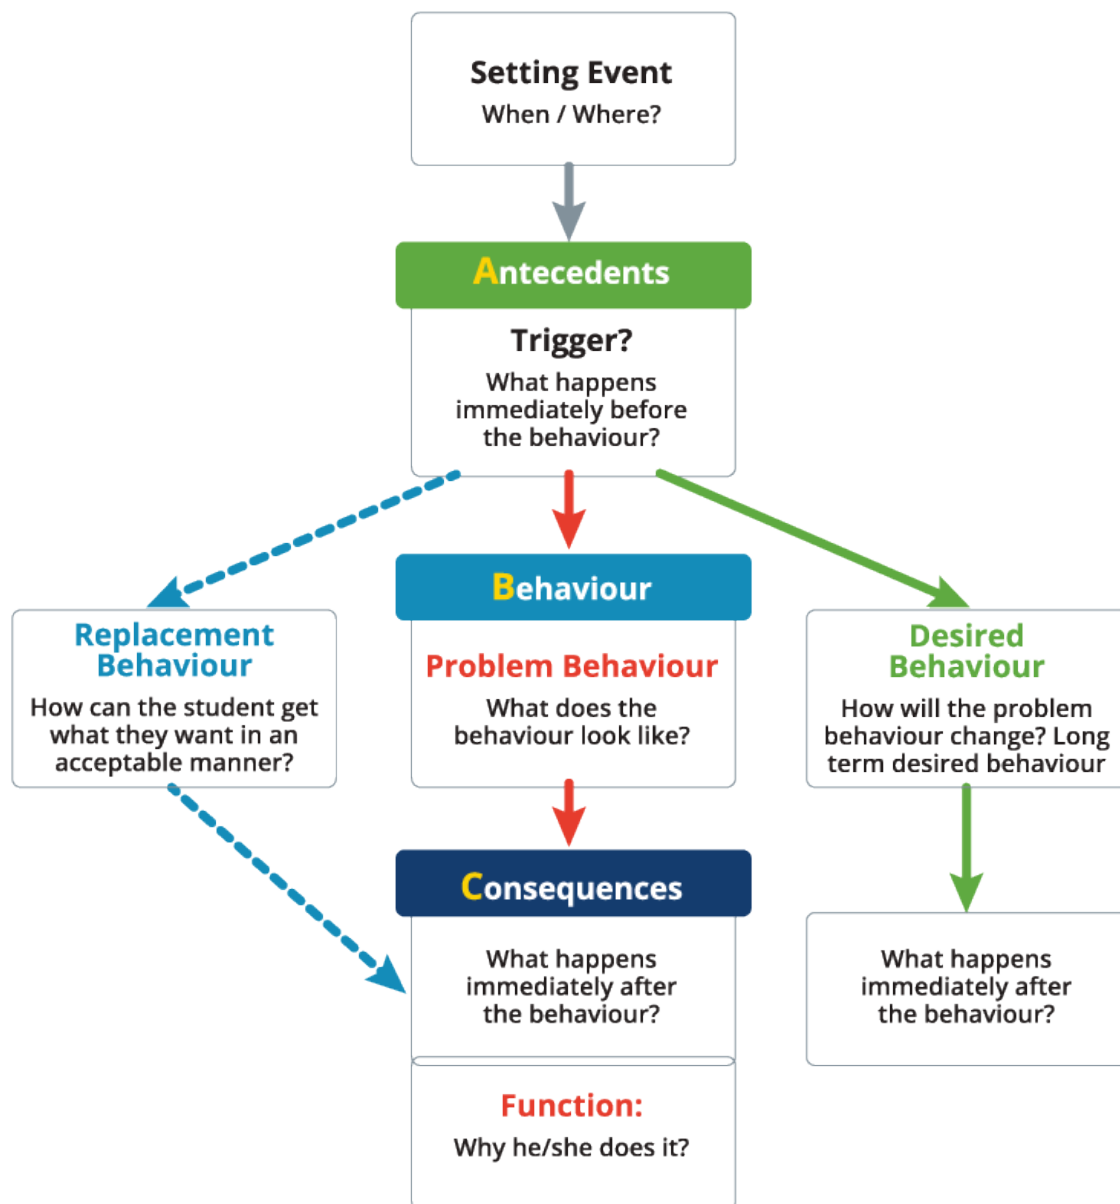 Setting Event
When / Where?
Antecedents
Trigger?
What happens
immediately before
the behaviour?
Replacement
Behaviour
How can the student get
what they want in an
acceptable manner?
Behaviour
Problem Behaviour
What does the
behaviour look like?
Desired
Behaviour
How will the problem
behaviour change? Long
term desired behaviour
Consequences
What happens
immediately after
the behaviour?
Function:
Why he/she does it?
What happens
immediately after
the behaviour?